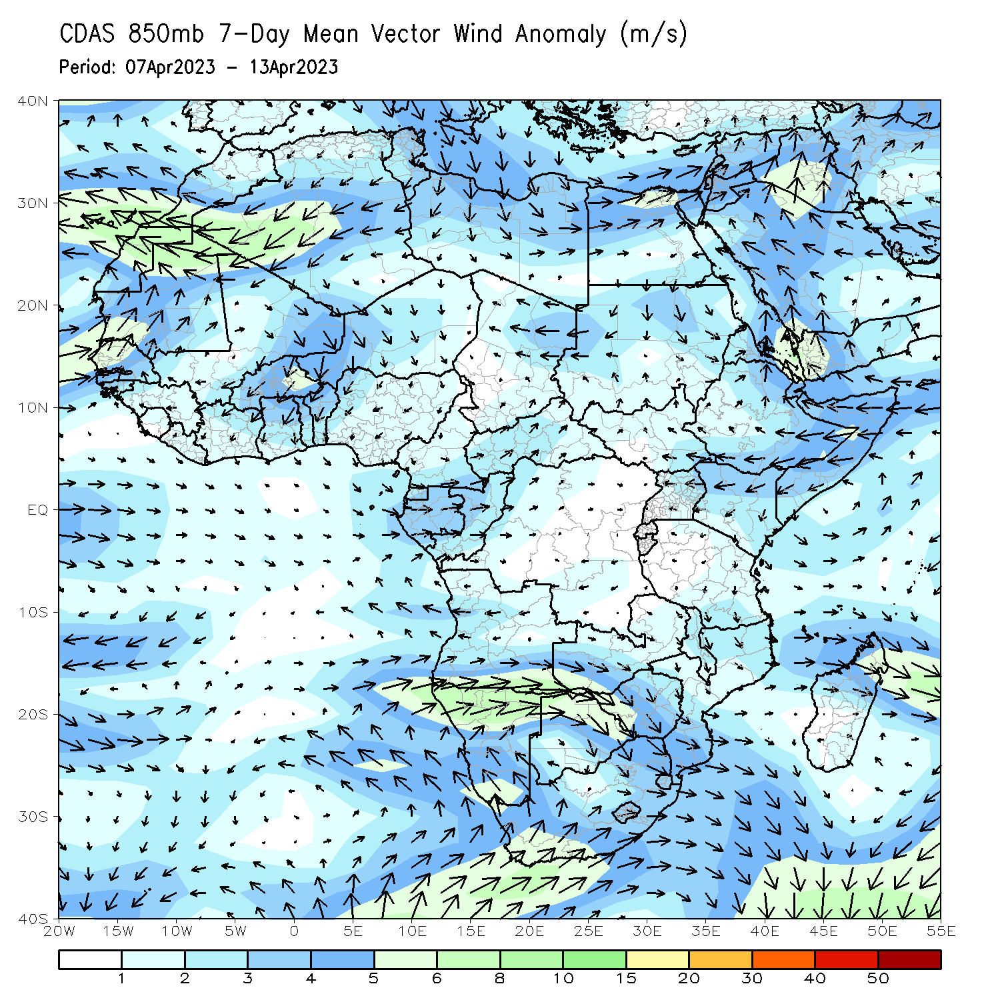 CDAS 850mb 7-Day Mean Vector Wind Anomaly (m/s)
Period: 07Apr2023 - 13Apr2023
40N
30N
20N
10N
EQ
10S
20S
30S
40S
20W 15W 10W 5W 0 5E 10E 15E 20E 25E 30E 35E 40E 45E 50E 55E
1 2 3 4 5 6 8 10 15 20 30 40 50